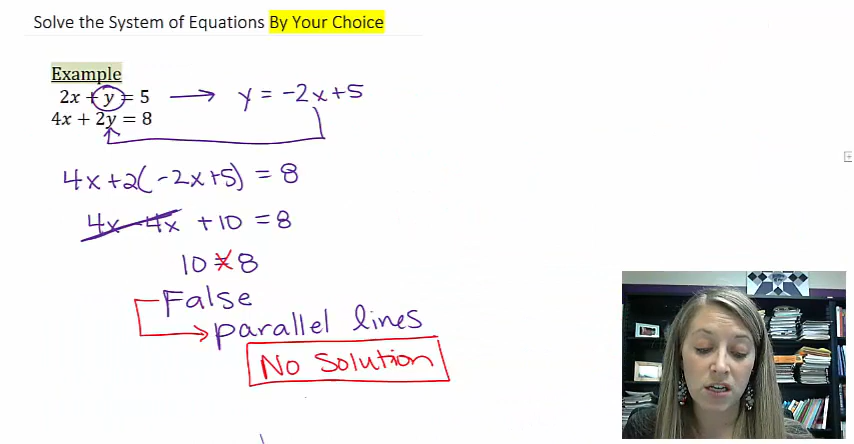 Solve the System of Equations By Your Choice
Example
2x + y = 5 → y = -2x+5
4x + 2y = 8
4x+2(-2x+5) = 8
4x-4x +10 = 8
10 ≠ 8
False
→ parallel lines
No Solution